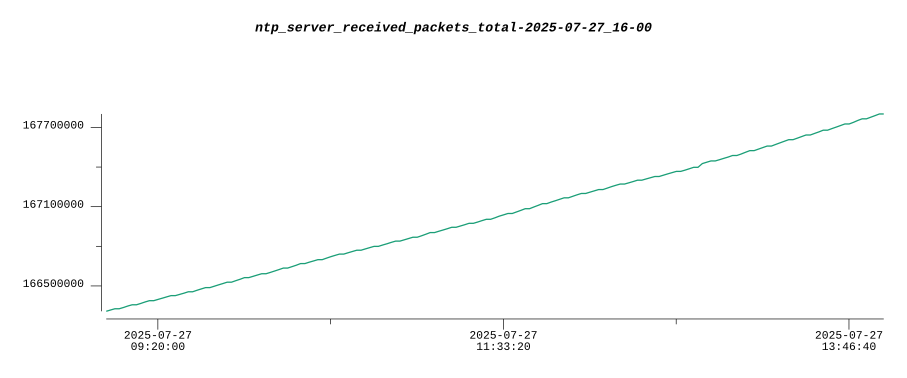 ntp_server_received_packets_total-2025-07-27_16-00
167700000
167100000
166500000
2025-07-27 2025-07-27 2025-07-27
09:20:00 11:33:20 13:46:40